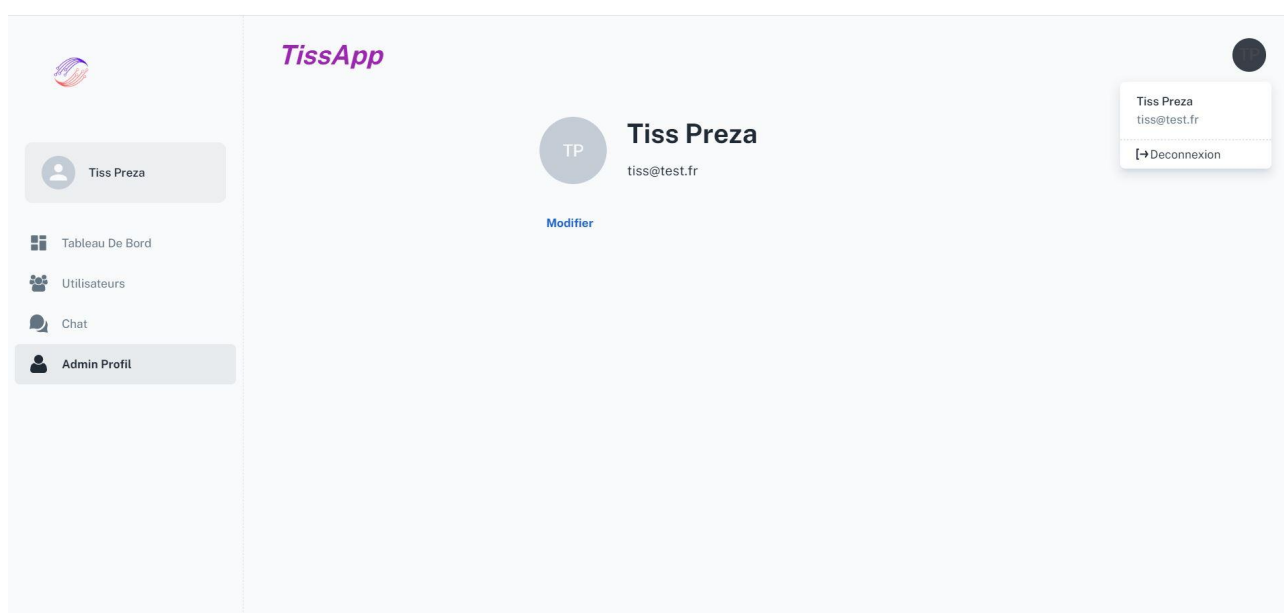 TissApp
TP
Tiss Preza
tiss@test.fr
Deconnexion
Tiss Preza
Tableau De Bord
Utilisateurs
Chat
Admin Profil
TP
Tiss Preza
tiss@test.fr
Modifier